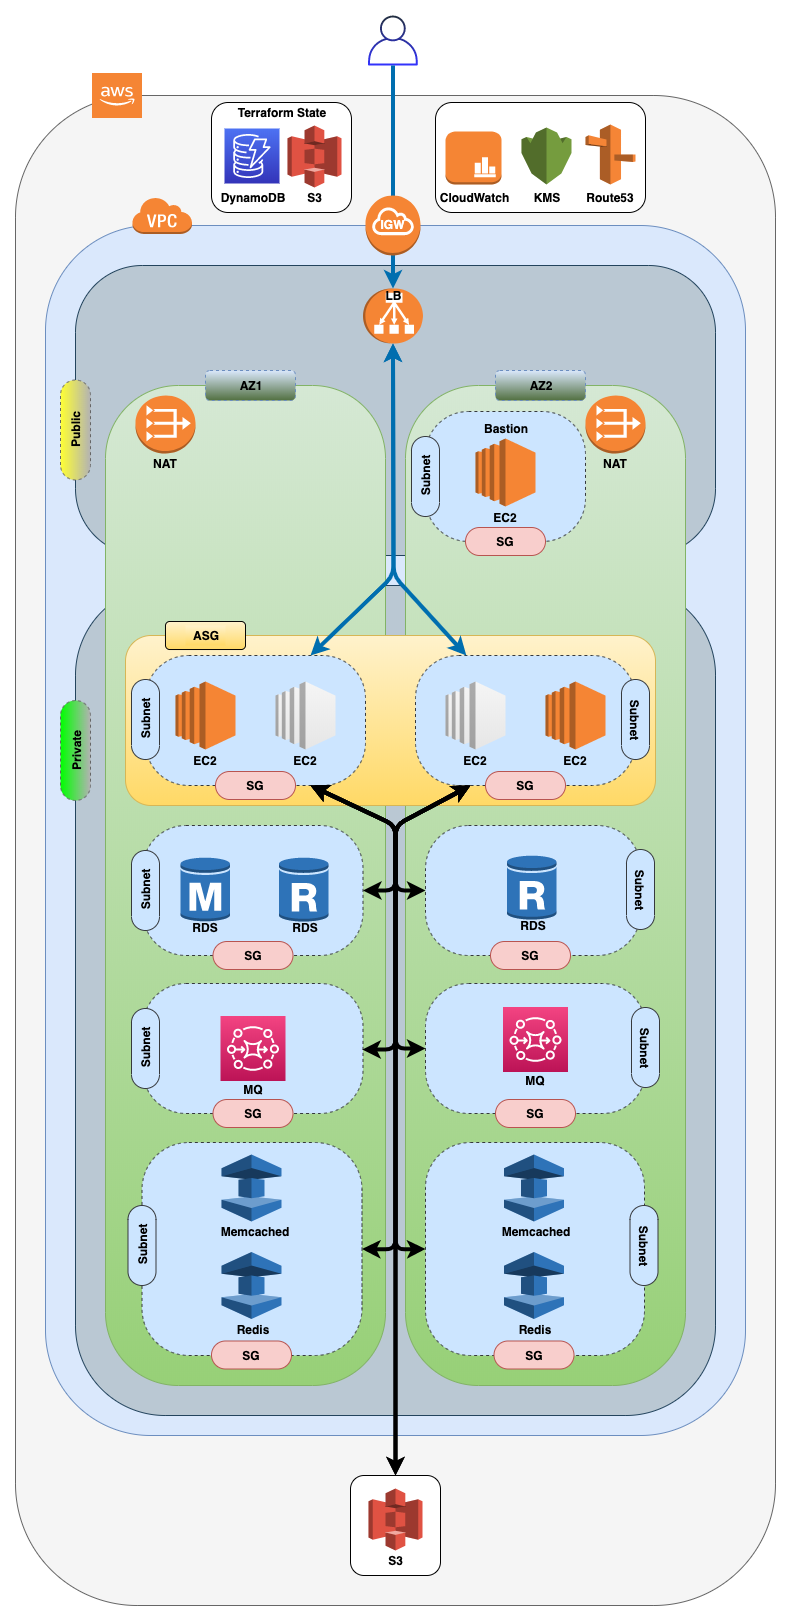 aws
Terraform State
DynamoDB
S3
CloudWatch
KMS
Route53
VPC
IGW
LB
Public
AZ1
AZ2
NAT
NAT
Bastion
Subnet
EC2
SG
ASG
Private
Subnet
EC2
EC2
SG
EC2
EC2
Subnet
SG
Subnet
M
RDS
R
RDS
SG
R
RDS
Subnet
SG
Subnet
MQ
SG
MQ
Subnet
SG
Subnet
Memcached
Redis
SG
Memcached
Redis
Subnet
SG
S3